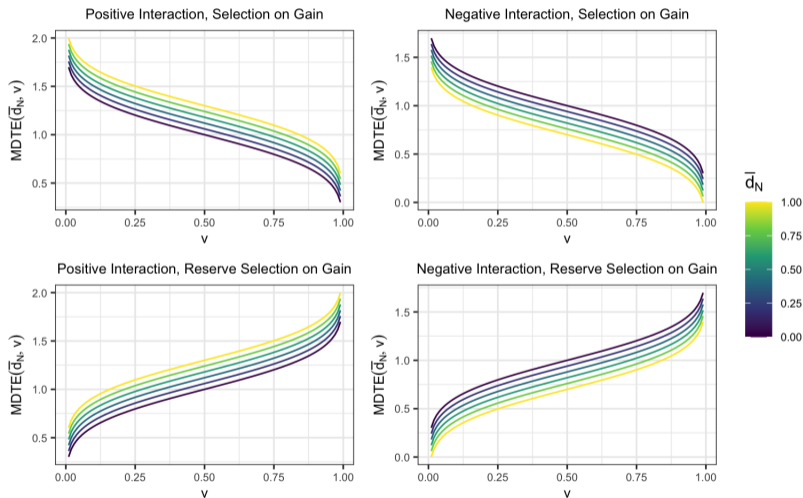 Positive Interaction, Selection on Gain
MDTE(d̅N, v)
2.0
1.5
1.0
0.5
0.00 0.25 0.50 0.75 1.00
v
Negative Interaction, Selection on Gain
MDTE(d̅N, v)
1.5
1.0
0.5
0.0
0.00 0.25 0.50 0.75 1.00
v
Positive Interaction, Reserve Selection on Gain
MDTE(d̅N, v)
2.0
1.5
1.0
0.5
0.00 0.25 0.50 0.75 1.00
v
Negative Interaction, Reserve Selection on Gain
MDTE(d̅N, v)
1.5
1.0
0.5
0.0
0.00 0.25 0.50 0.75 1.00
v
d̅N
1.00
0.75
0.50
0.25
0.00